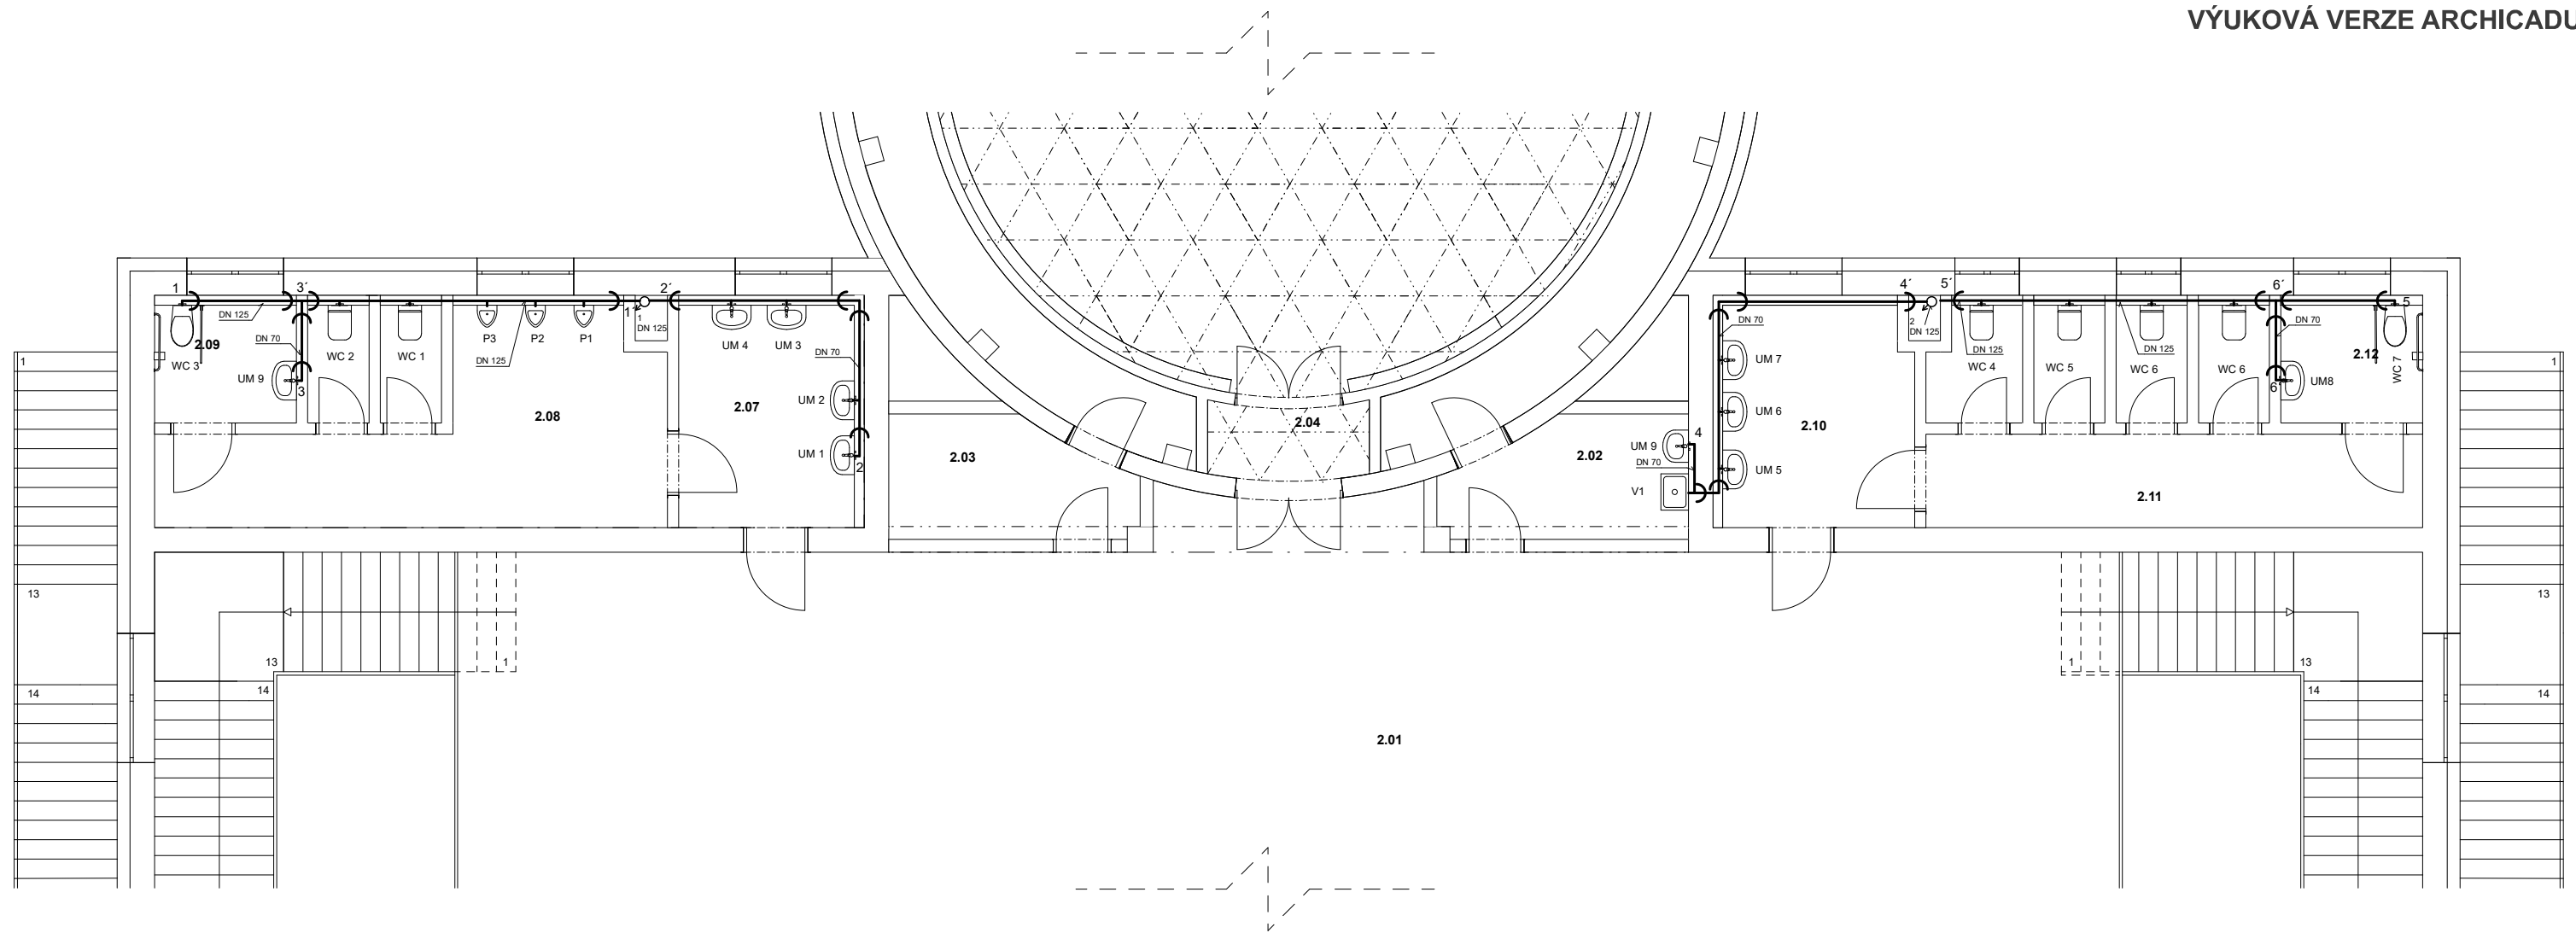 VÝUKOVÁ VERZE ARCHICADU
1
3´
2´
4´
5´
6´
5
DN 125
1´
1
DN 125
2
DN 125
DN 70
DN 70
DN 70
DN 70
2.09
WC 3
WC 2
WC 1
P3
P2
P1
DN 125
UM 4
UM 3
UM 7
WC 4
DN 125
WC 5
WC 6
DN 125
WC 6
2.12
WC 7
UM 9
3
UM 2
2.07
2.08
UM 1
2
2.03
2.04
2.02
UM 9
4
DN 70
V1
UM 6
2.10
UM 5
2.11
6
UM8
1
1
13
13
14
14
13
14
1
1
13
14
2.01